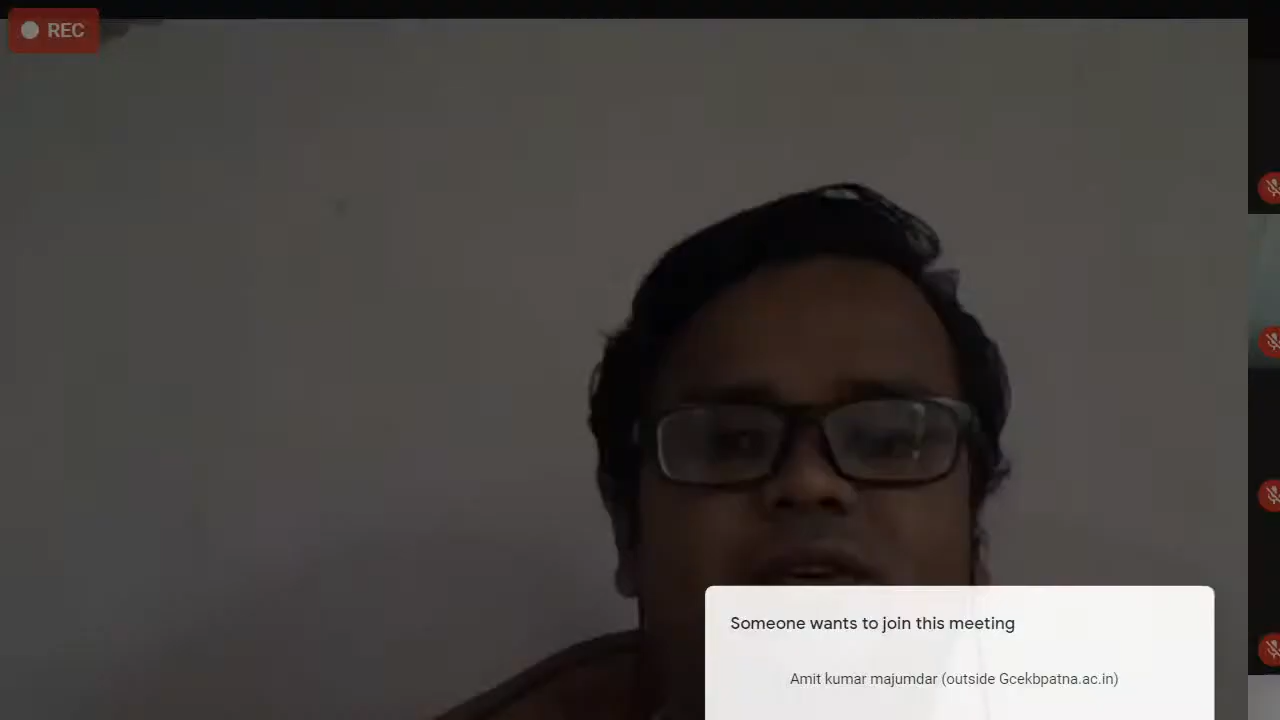 REC
Someone wants to join this meeting
Amit kumar majumdar (outside Gcekbpatna.ac.in)